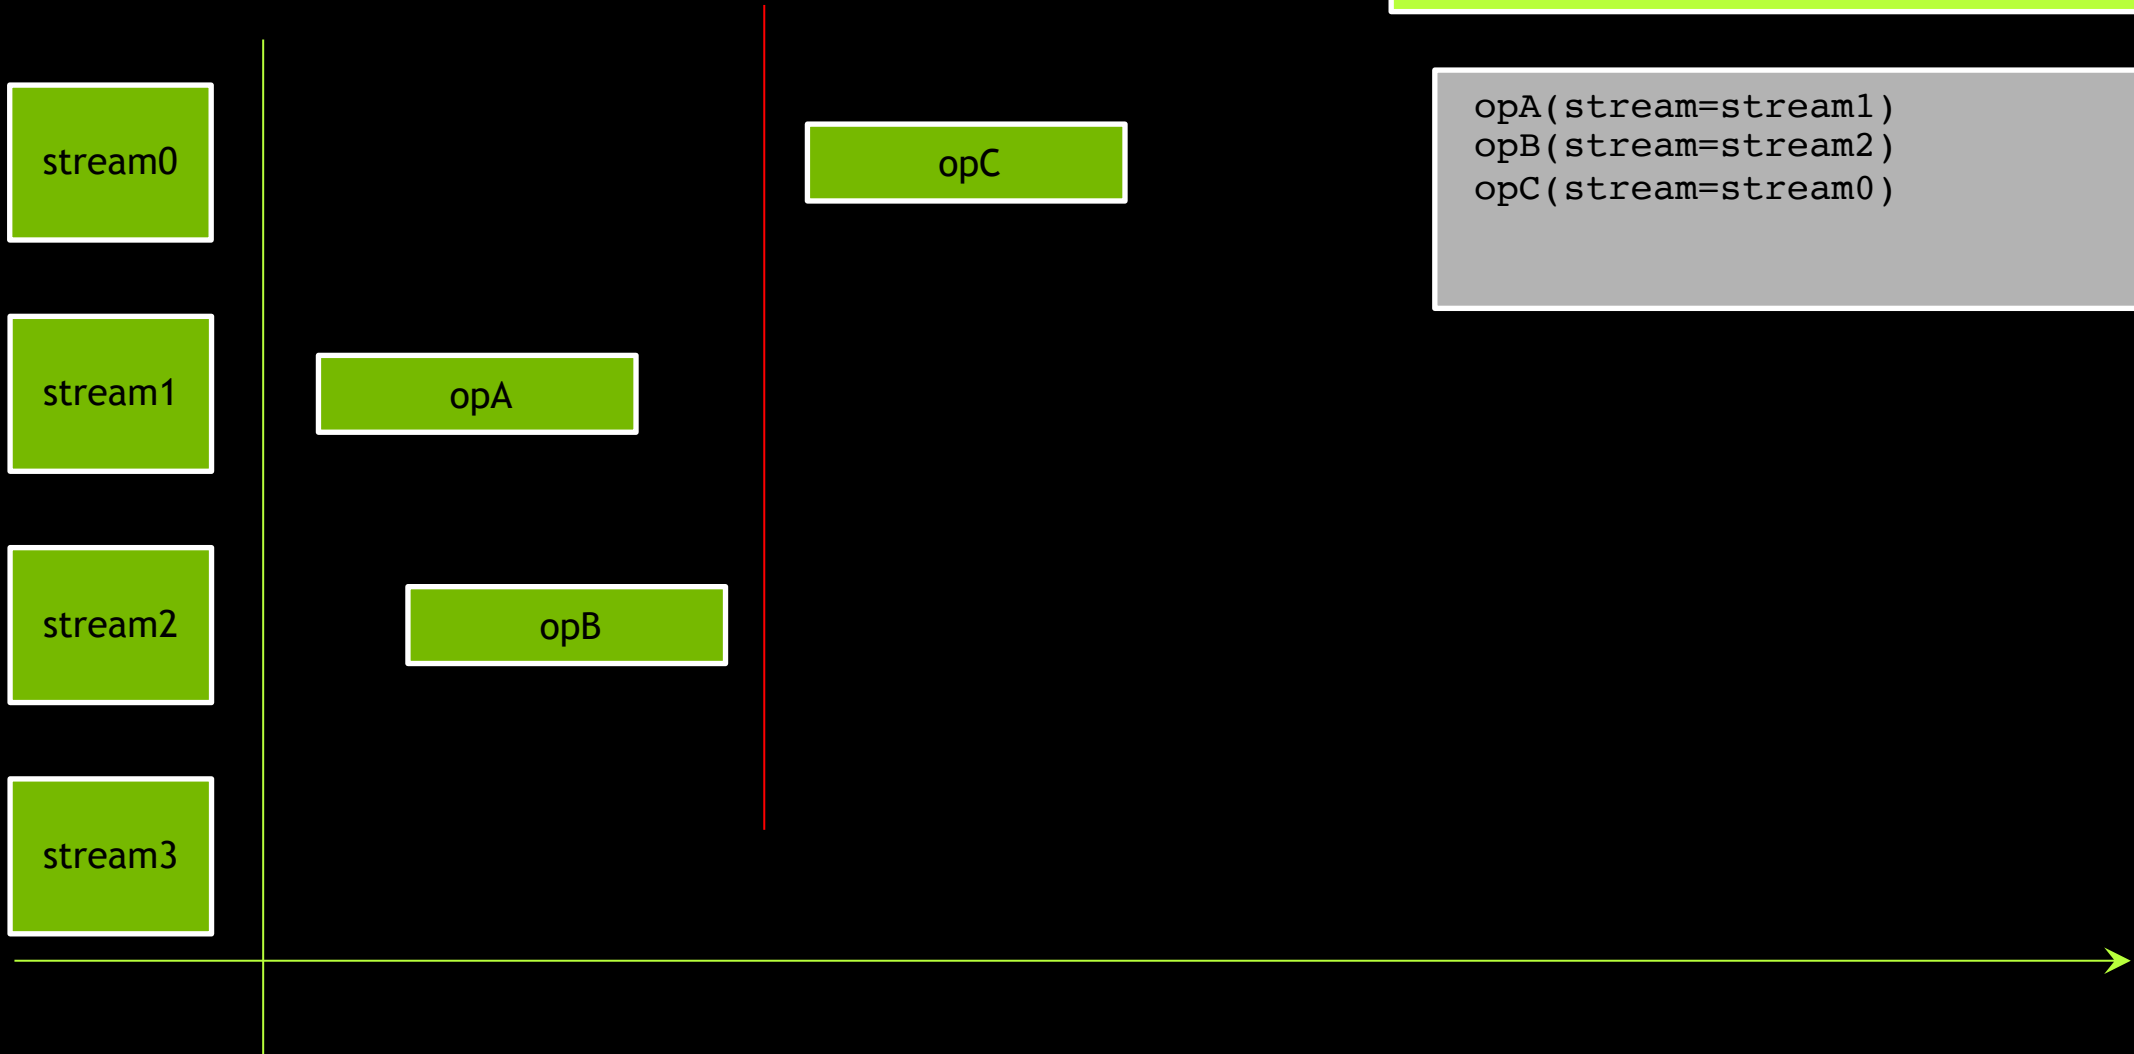 stream0
opC
opA(stream=stream1)
opB(stream=stream2)
opC(stream=stream0)
stream1
opA
stream2
opB
stream3